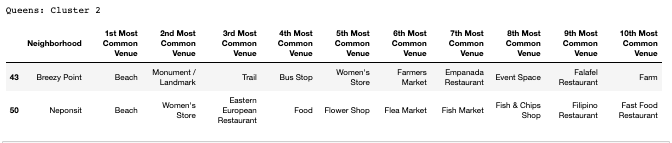 Queens: Cluster 2
Neighborhood 1st Most Common Venue 2nd Most Common Venue 3rd Most Common Venue 4th Most Common Venue 5th Most Common Venue 6th Most Common Venue 7th Most Common Venue 8th Most Common Venue 9th Most Common Venue 10th Most Common Venue
43 Breezy Point Beach Monument / Landmark Trail Bus Stop Women's Store Farmers Market Empanada Restaurant Event Space Falafel Restaurant Farm
50 Neponsit Beach Women's Store Eastern European Restaurant Food Flower Shop Flea Market Fish Market Fish & Chips Shop Filipino Restaurant Fast Food Restaurant